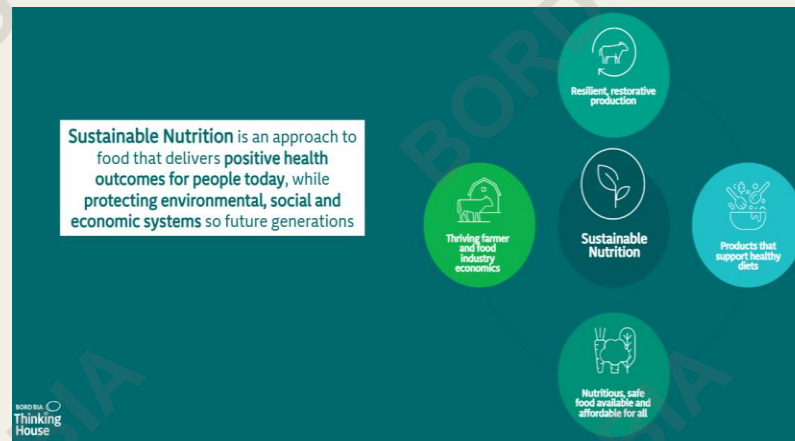 Sustainable Nutrition is an approach to
food that delivers positive health
outcomes for people today, while
protecting environmental, social and
economic systems so future generations
Resilient, restorative
production
Thriving farmer
and food
industry
economics
Sustainable
Nutrition
Products that
support healthy
diets
Nutritious, safe
food available and
affordable for all
BORD BIA
Thinking
House
BORD
BIA